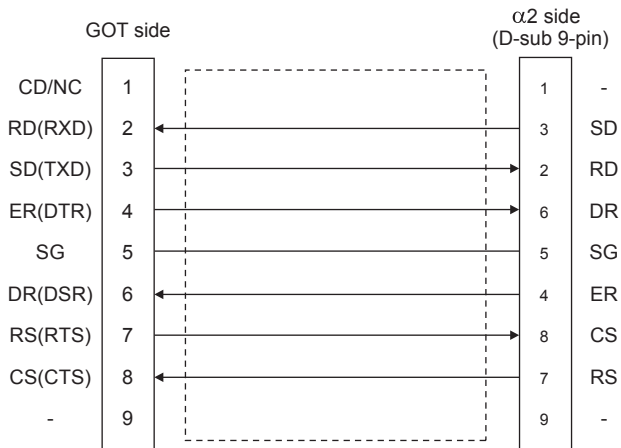 GOT side
α2 side
(D-sub 9-pin)
CD/NC 1 1 -
RD(RXD) 2 3 SD
SD(TXD) 3 2 RD
ER(DTR) 4 6 DR
SG 5 5 SG
DR(DSR) 6 4 ER
RS(RTS) 7 8 CS
CS(CTS) 8 7 RS
- 9 9 -